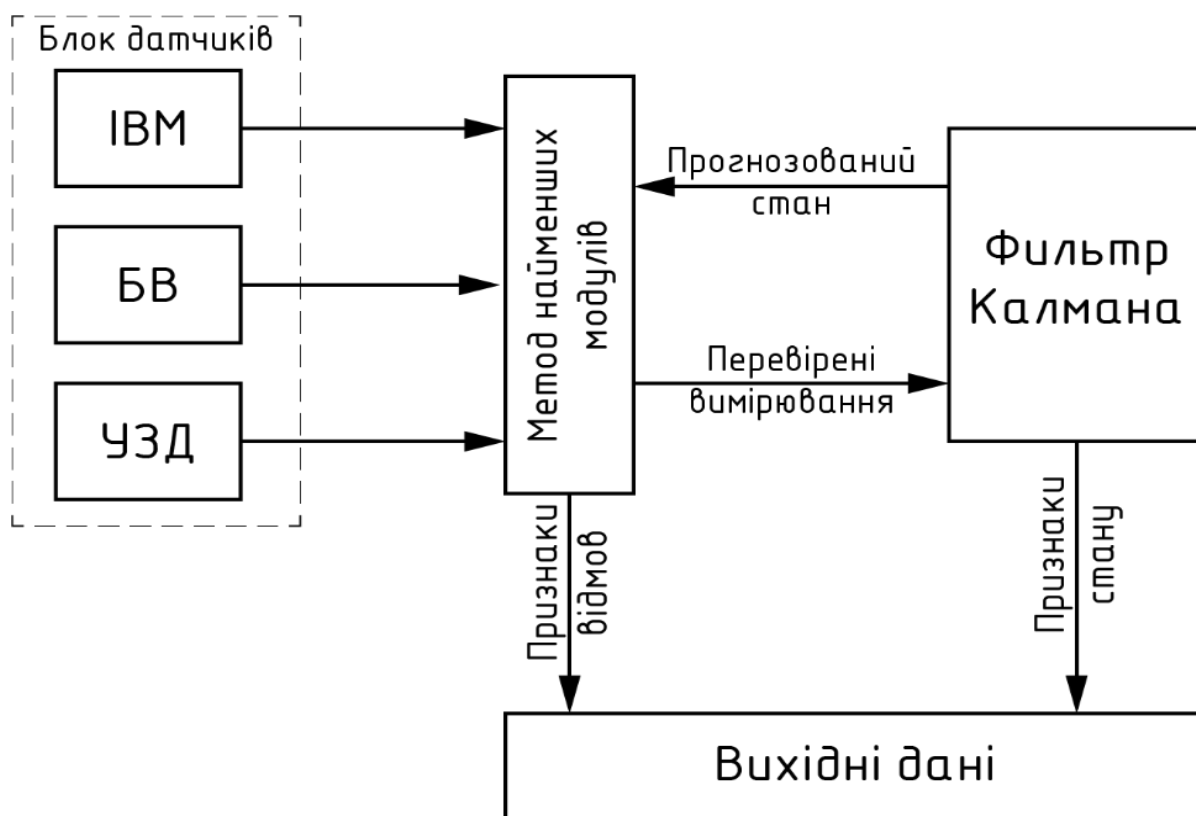 Блок датчиків
ІВМ
БВ
УЗД
Метод найменших
модулів
Прогнозований
стан
Перевірені
вимірювання
Фильтр
Калмана
Признаки
відмов
Признаки
стану
Вихідні дані